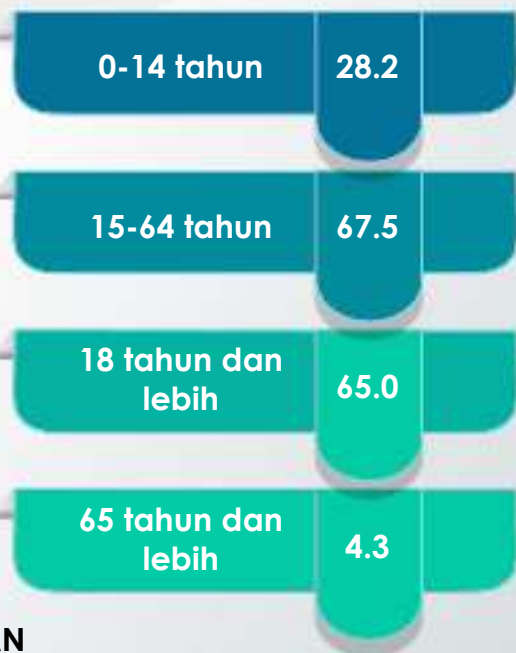 0-14 tahun 28.2
15-64 tahun 67.5
18 tahun dan
lebih
65.0
65 tahun dan
lebih
4.3
AN